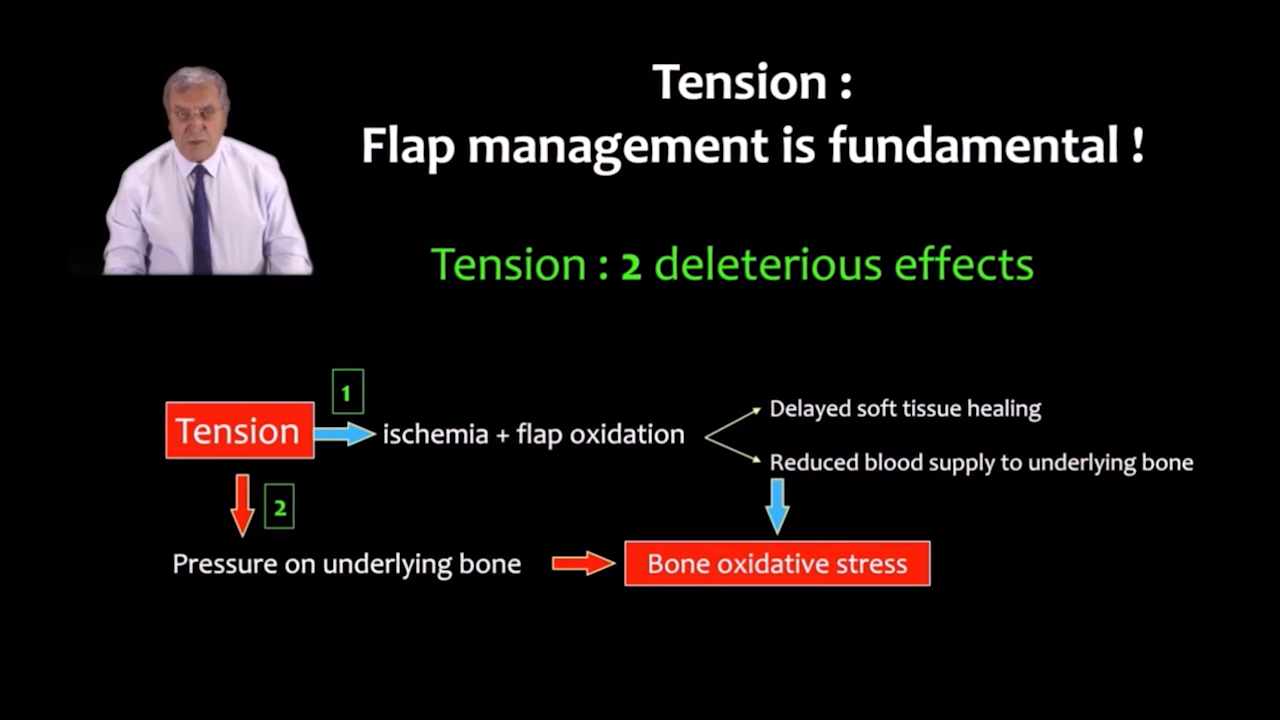 Tension :
Flap management is fundamental !
Tension : 2 deleterious effects
1
Tension
ischemia + flap oxidation
Delayed soft tissue healing
Reduced blood supply to underlying bone
2
Pressure on underlying bone
Bone oxidative stress